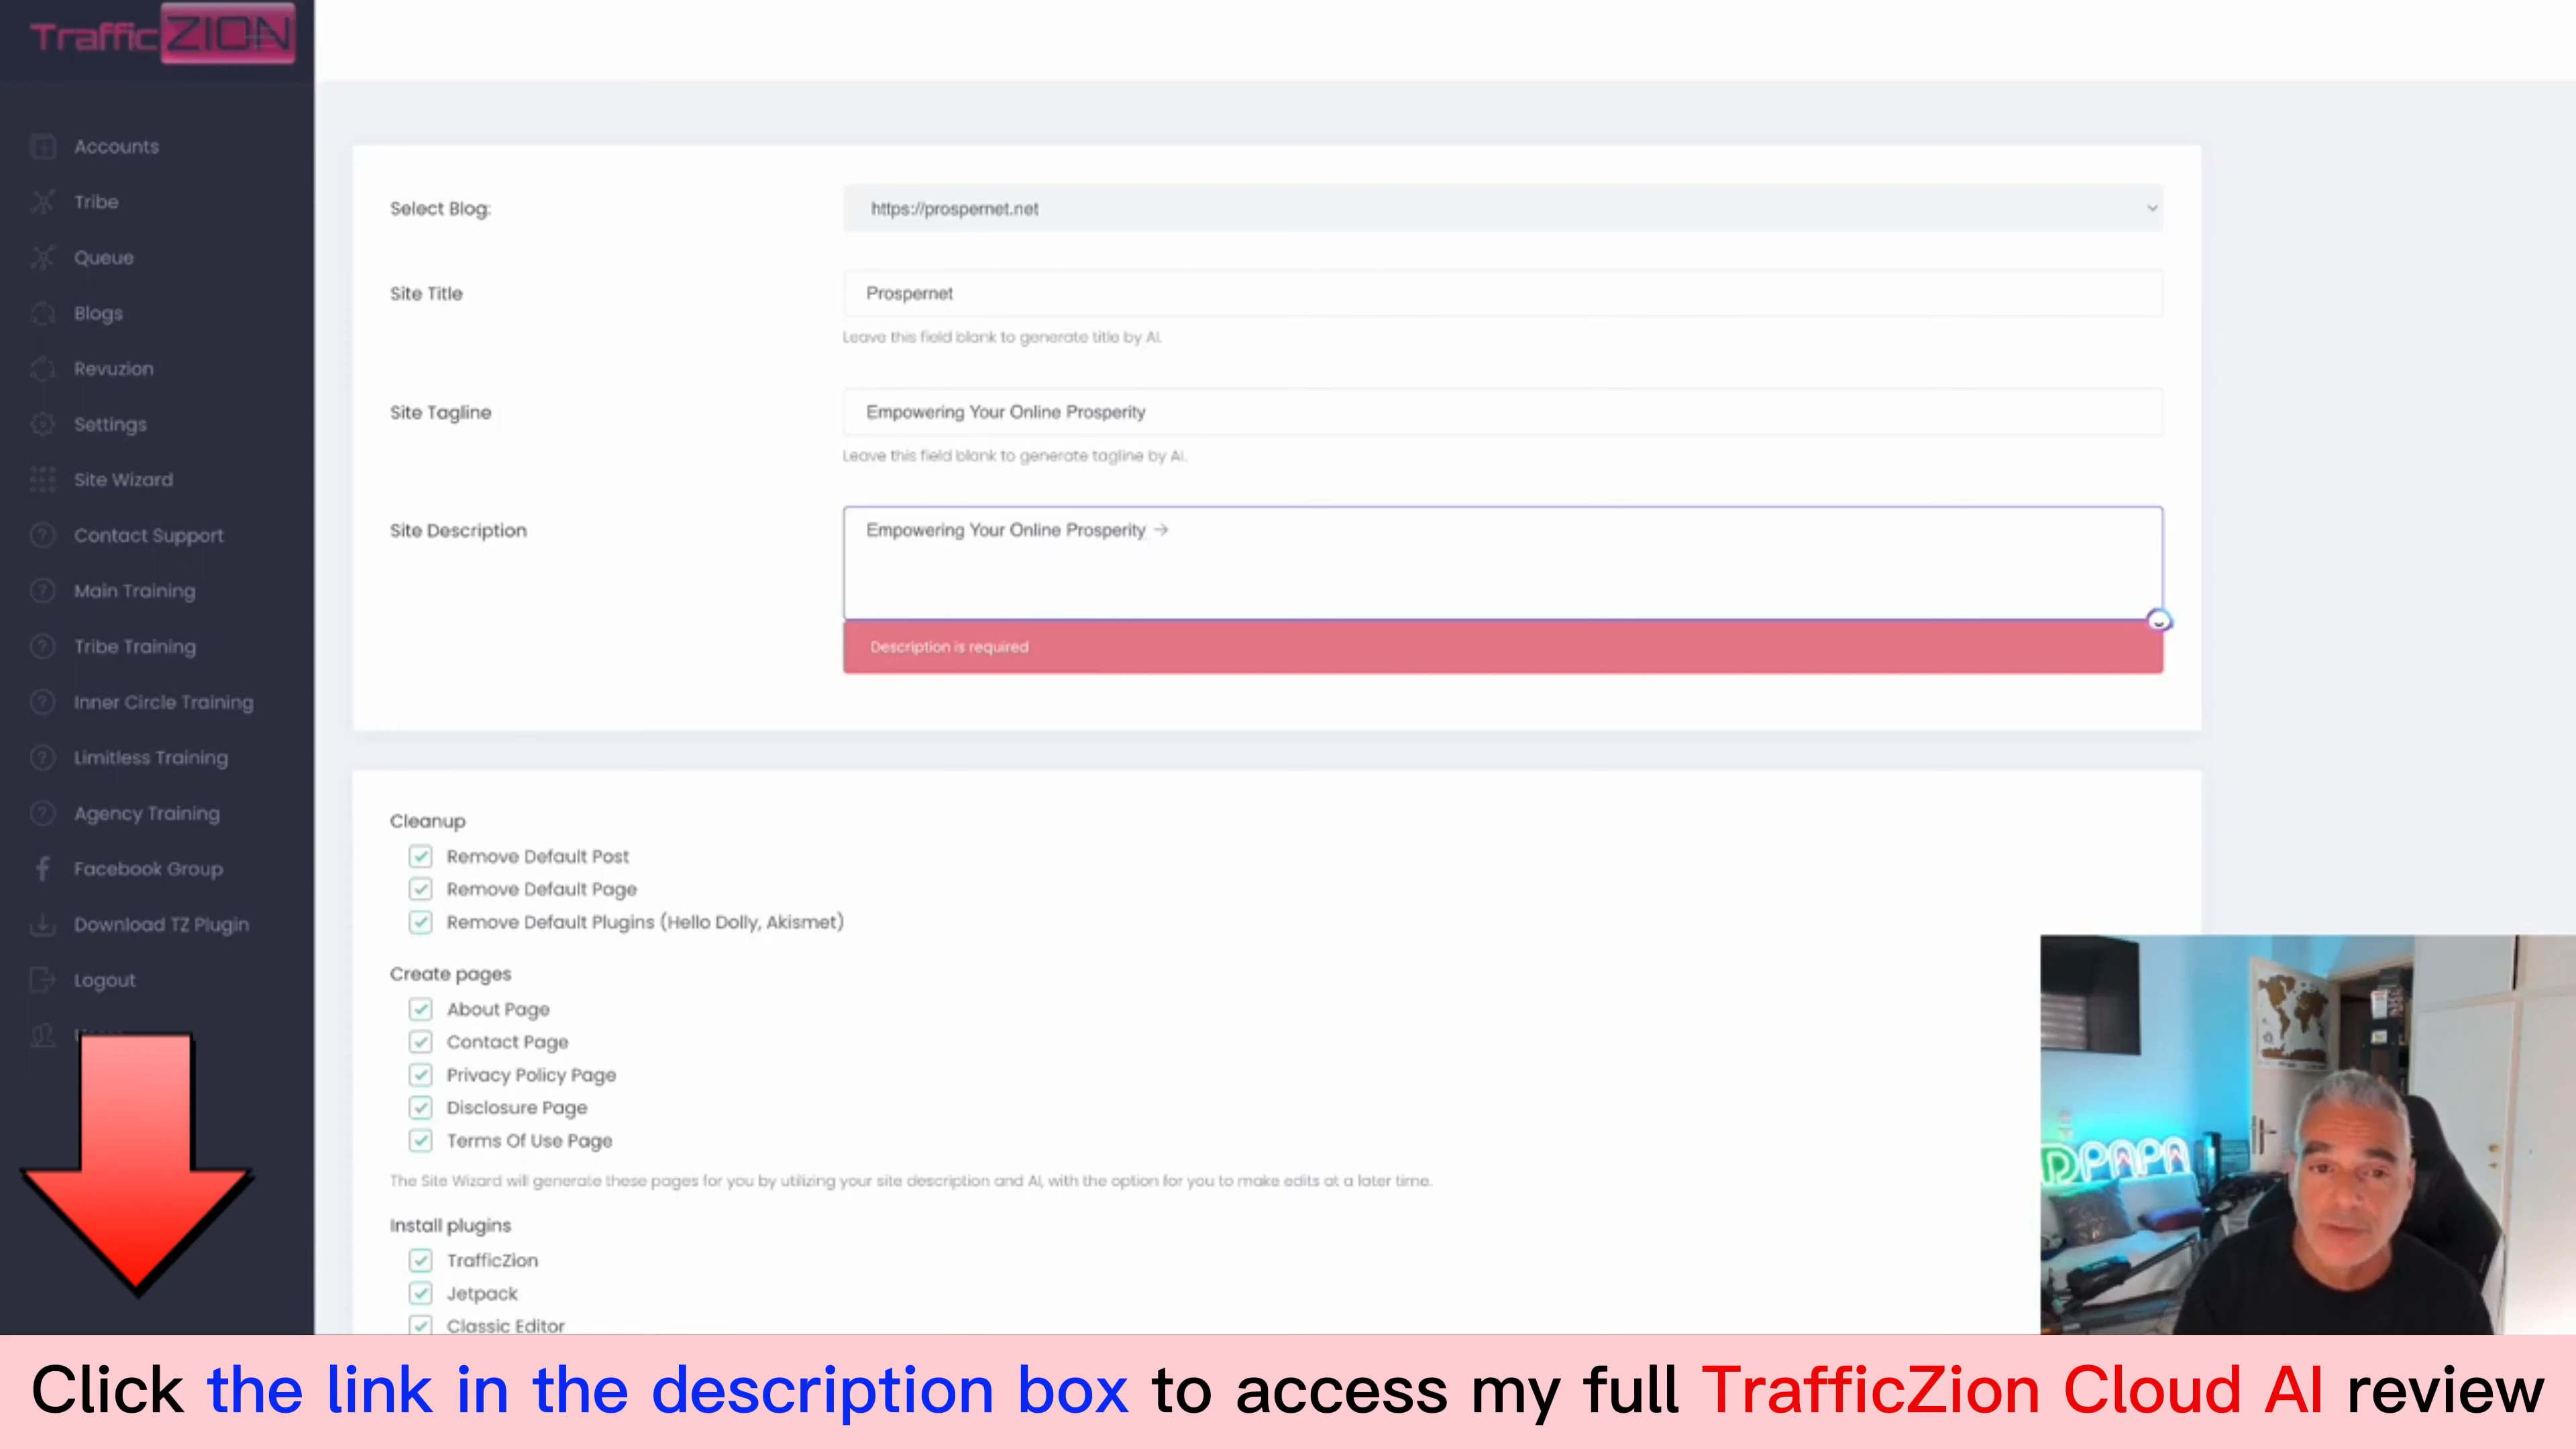 TrafficZION
Accounts
Tribe
Queue
Blogs
Revuzion
Settings
Site Wizard
Contact Support
Main Training
Tribe Training
Inner Circle Training
Limitless Training
Agency Training
Facebook Group
Download TZ Plugin
Logout
Select Blog: https://prospernet.net
Site Title Prospernet
Leave this field blank to generate title by AI.
Site Tagline Empowering Your Online Prosperity
Leave this field blank to generate tagline by AI.
Site Description Empowering Your Online Prosperity →
Description is required
Cleanup
Remove Default Post
Remove Default Page
Remove Default Plugins (Hello Dolly, Akismet)
Create pages
About Page
Contact Page
Privacy Policy Page
Disclosure Page
Terms Of Use Page
The Site Wizard will generate these pages for you by utilizing your site description and AI, with the option for you to make edits at a later time.
Install plugins
TrafficZion
Jetpack
Classic Editor
DPAPA
Click the link in the description box to access my full TrafficZion Cloud AI review